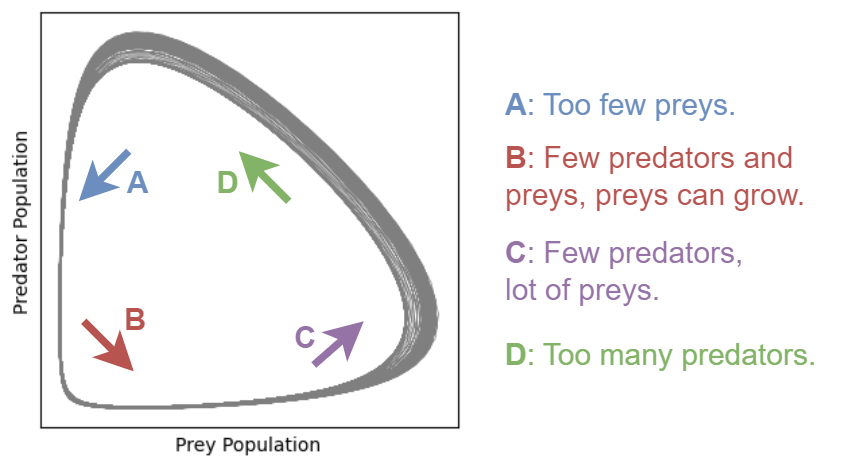 Predator Population
Prey Population
A
D
B
C
A: Too few preys.
B: Few predators and
preys, preys can grow.
C: Few predators,
lot of preys.
D: Too many predators.